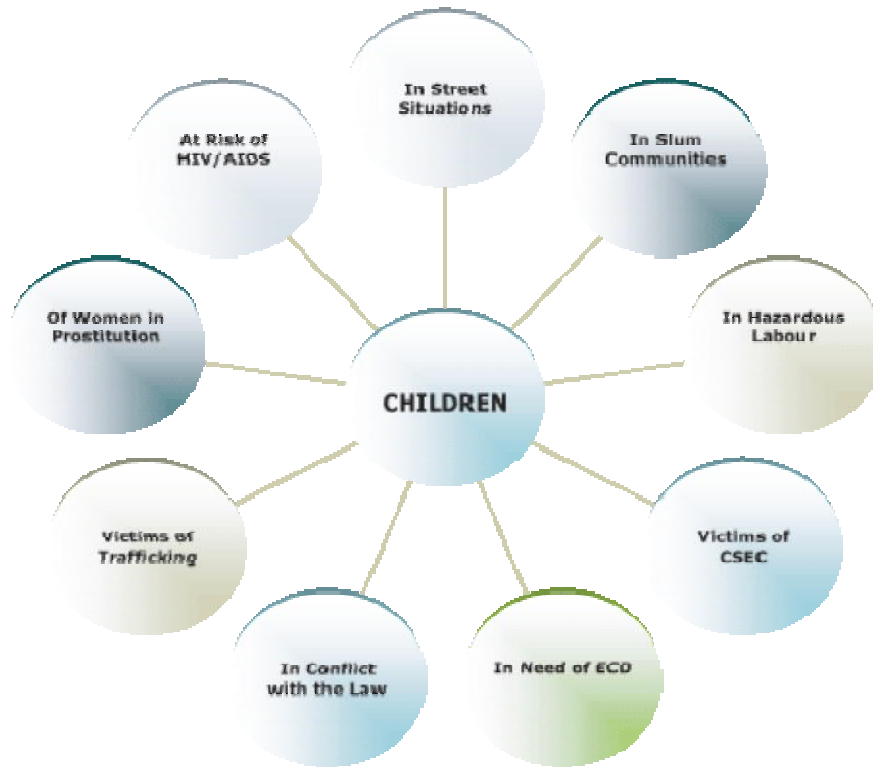 In Street
Situations
In Slum
Communities
In Hazardous
Labour
Victims of
CSEC
In Need of ECD
In Conflict
with the Law
Victims of
Trafficking
Of Women in
Prostitution
At Risk of
HIV/AIDS
CHILDREN